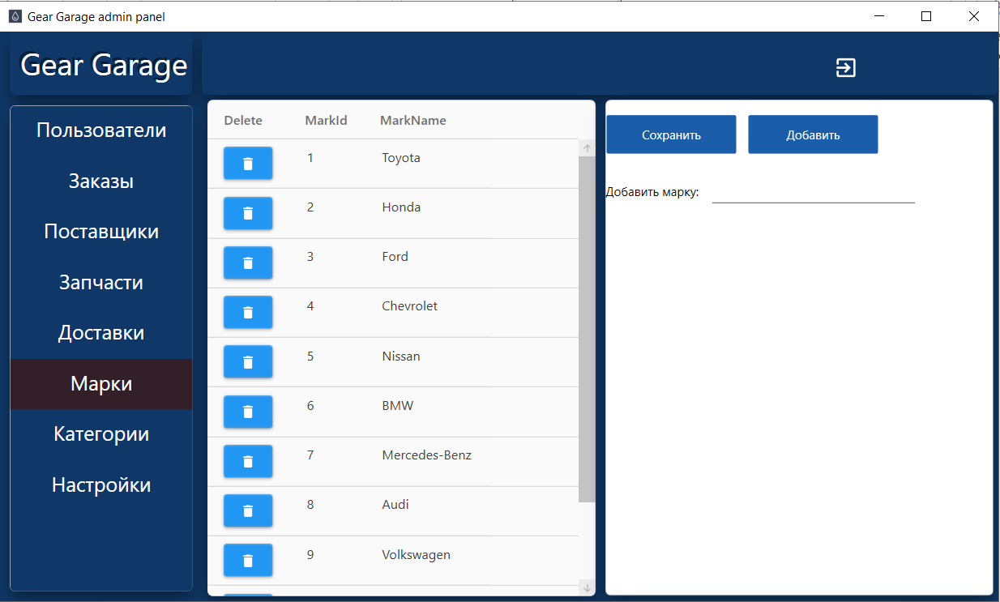 Gear Garage admin panel
Gear Garage
Пользователи
Заказы
Поставщики
Запчасти
Доставки
Марки
Категории
Настройки
Delete MarkId MarkName
1 Toyota
2 Honda
3 Ford
4 Chevrolet
5 Nissan
6 BMW
7 Mercedes-Benz
8 Audi
9 Volkswagen
Сохранить Добавить
Добавить марку: